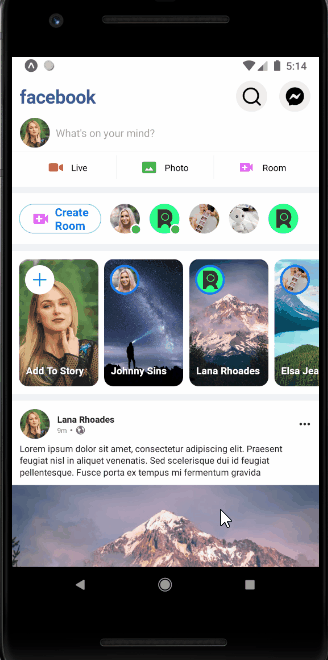 5:14
facebook
What's on your mind?
Live
Photo
Room
Create
Room
Add To Story
Johnny Sins
Lana Rhoades
Elsa Jea
Lana Rhoades
9m •
Lorem ipsum dolor sit amet, consectetur adipiscing elit. Praesent
feugiat nisl in aliquet venenatis. Sed scelerisque dui id feugiat
pellentesque. Fusce porta ex tempus mi fermentum gravida